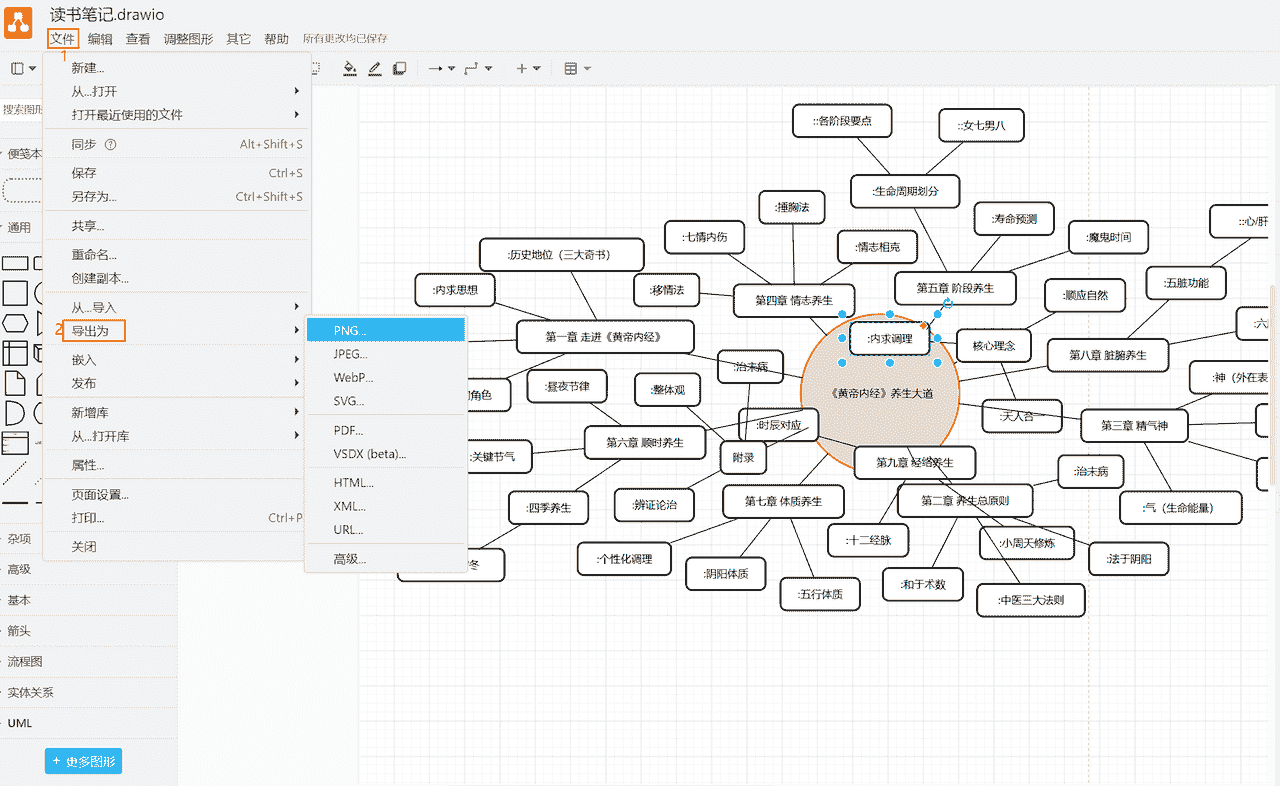 读书笔记.drawio
文件 编辑 查看 调整图形 其它 帮助 所有更改均已保存
1
新建...
从...打开
打开最近使用的文件
同步 Alt+Shift+S
保存 Ctrl+S
另存为... Ctrl+Shift+S
共享...
重命名...
创建副本...
从...导入
2 导出为
嵌入
发布
新增库
从...打开库
属性...
页面设置...
打印... Ctrl+P
关闭
PNG...
JPEG...
WebP...
SVG...
PDF...
VSDX (beta)...
HTML...
XML...
URL...
高级...
搜索图形
便笺本
通用
杂项
高级
基本
箭头
流程图
实体关系
UML
+ 更多图形
::各阶段要点
::女七男八
:生命周期划分
:捶胸法
:寿命预测
::心/肝
:七情内伤
:情志相克
:魔鬼时间
:历史地位（三大奇书）
:内求思想
:移情法
第四章 情志养生
第五章 阶段养生
:顺应自然
:五脏功能
第一章 走进《黄帝内经》
:内求调理
核心理念
第八章 脏腑养生
:治未病
:昼夜节律
:整体观
《黄帝内经》养生大道
:神（外在表
角色
:时辰对应
:天人合一
第三章 精气神
第六章 顺时养生
:关键节气
附录
第九章 经络养生
:治未病
:四季养生
:辨证论治
第七章 体质养生
第二章 养生总原则
:气（生命能量）
:十二经脉
:小周天修炼
:法于阴阳
:个性化调理
:阴阳体质
冬
:五行体质
:和于术数
:中医三大法则